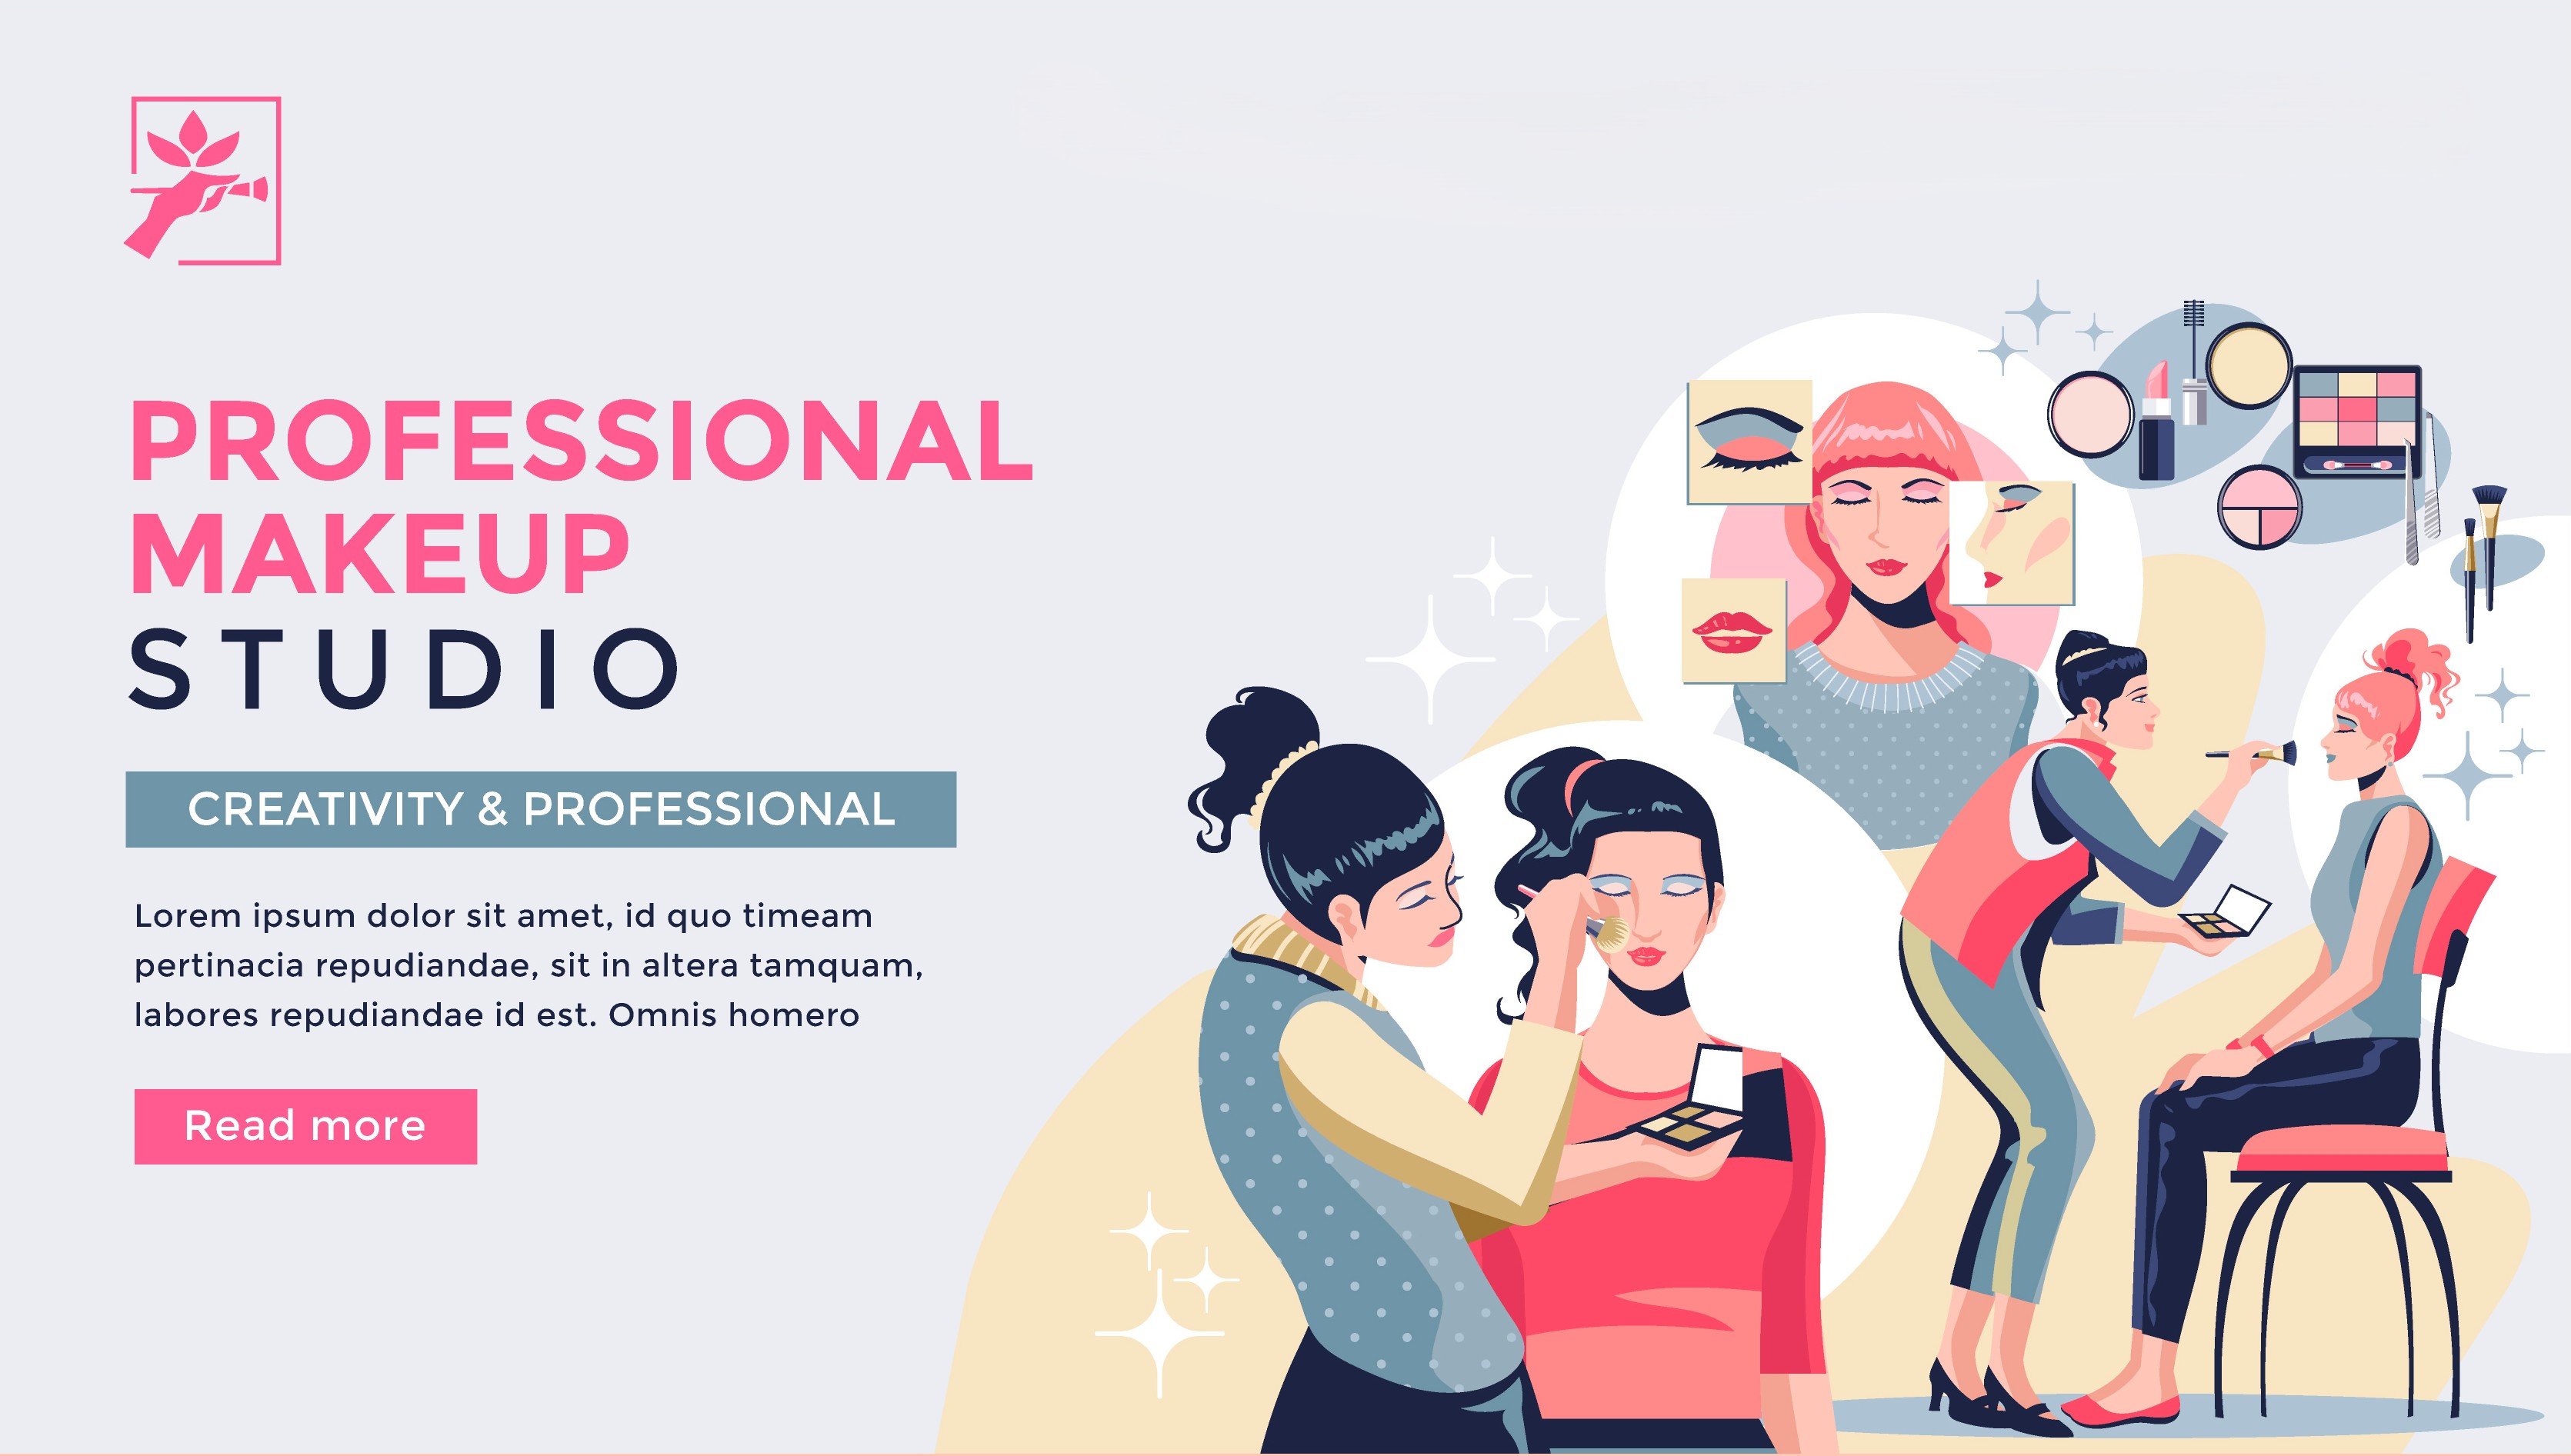 PROFESSIONAL
MAKEUP
STUDIO
CREATIVITY & PROFESSIONAL
Lorem ipsum dolor sit amet, id quo timeam
pertinacia repudiandae, sit in altera tamquam,
labores repudiandae id est. Omnis homero
Read more